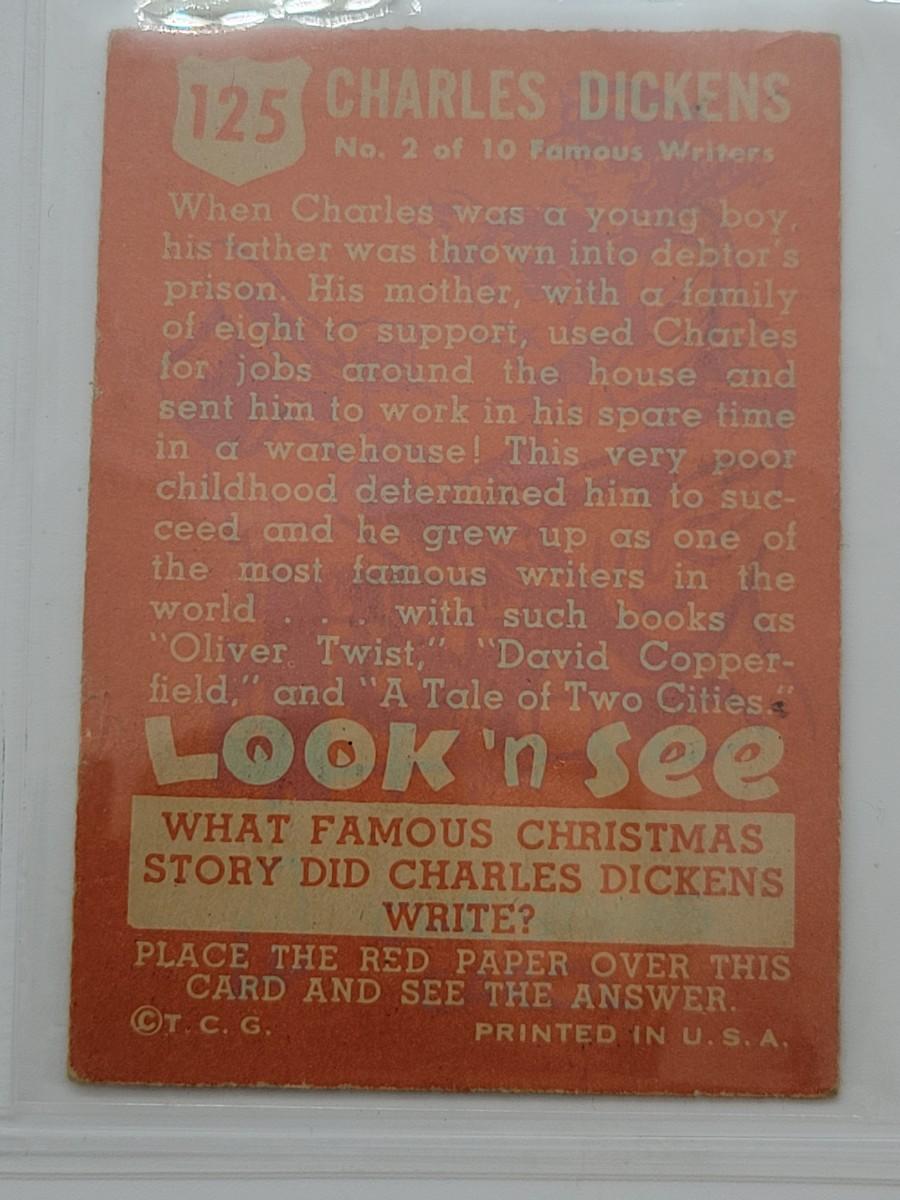 125 CHARLES DICKENS
No. 2 of 10 Famous Writers
When Charles was a young boy,
his father was thrown into debtor's
prison. His mother, with a family
of eight to support, used Charles
for jobs around the house and
sent him to work in his spare time
in a warehouse! This very poor
childhood determined him to suc-
ceed and he grew up as one of
the most famous writers in the
world . . . with such books as
"Oliver Twist," "David Copper-
field," and "A Tale of Two Cities."
LOOK 'n SEE
WHAT FAMOUS CHRISTMAS
STORY DID CHARLES DICKENS
WRITE?
PLACE THE RED PAPER OVER THIS
CARD AND SEE THE ANSWER.
©T. C. G. PRINTED IN U. S. A.